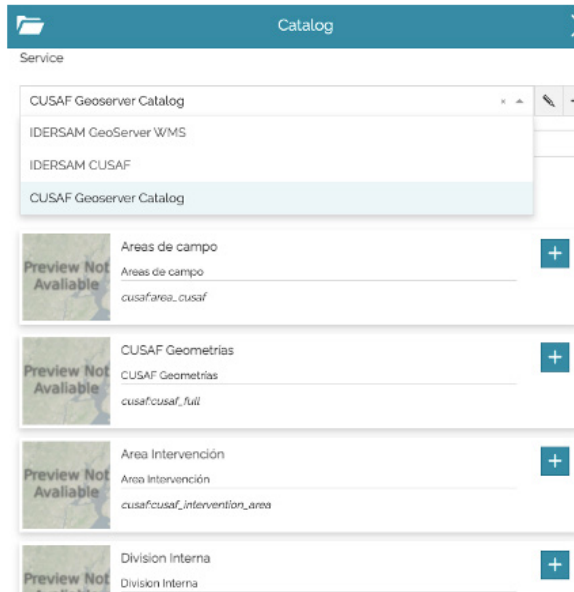 Catalog
Service
CUSAF Geoserver Catalog
IDERSAM GeoServer WMS
IDERSAM CUSAF
CUSAF Geoserver Catalog
Preview Not
Avaliable
Areas de campo
Areas de campo
cusaf:area_cusaf
Preview Not
Avaliable
CUSAF Geometrías
CUSAF Geometrías
cusaf:cusaf_full
Preview Not
Avaliable
Area Intervención
Area Intervención
cusaf:cusaf_intervention_area
Preview Not
Division Interna
Division Interna